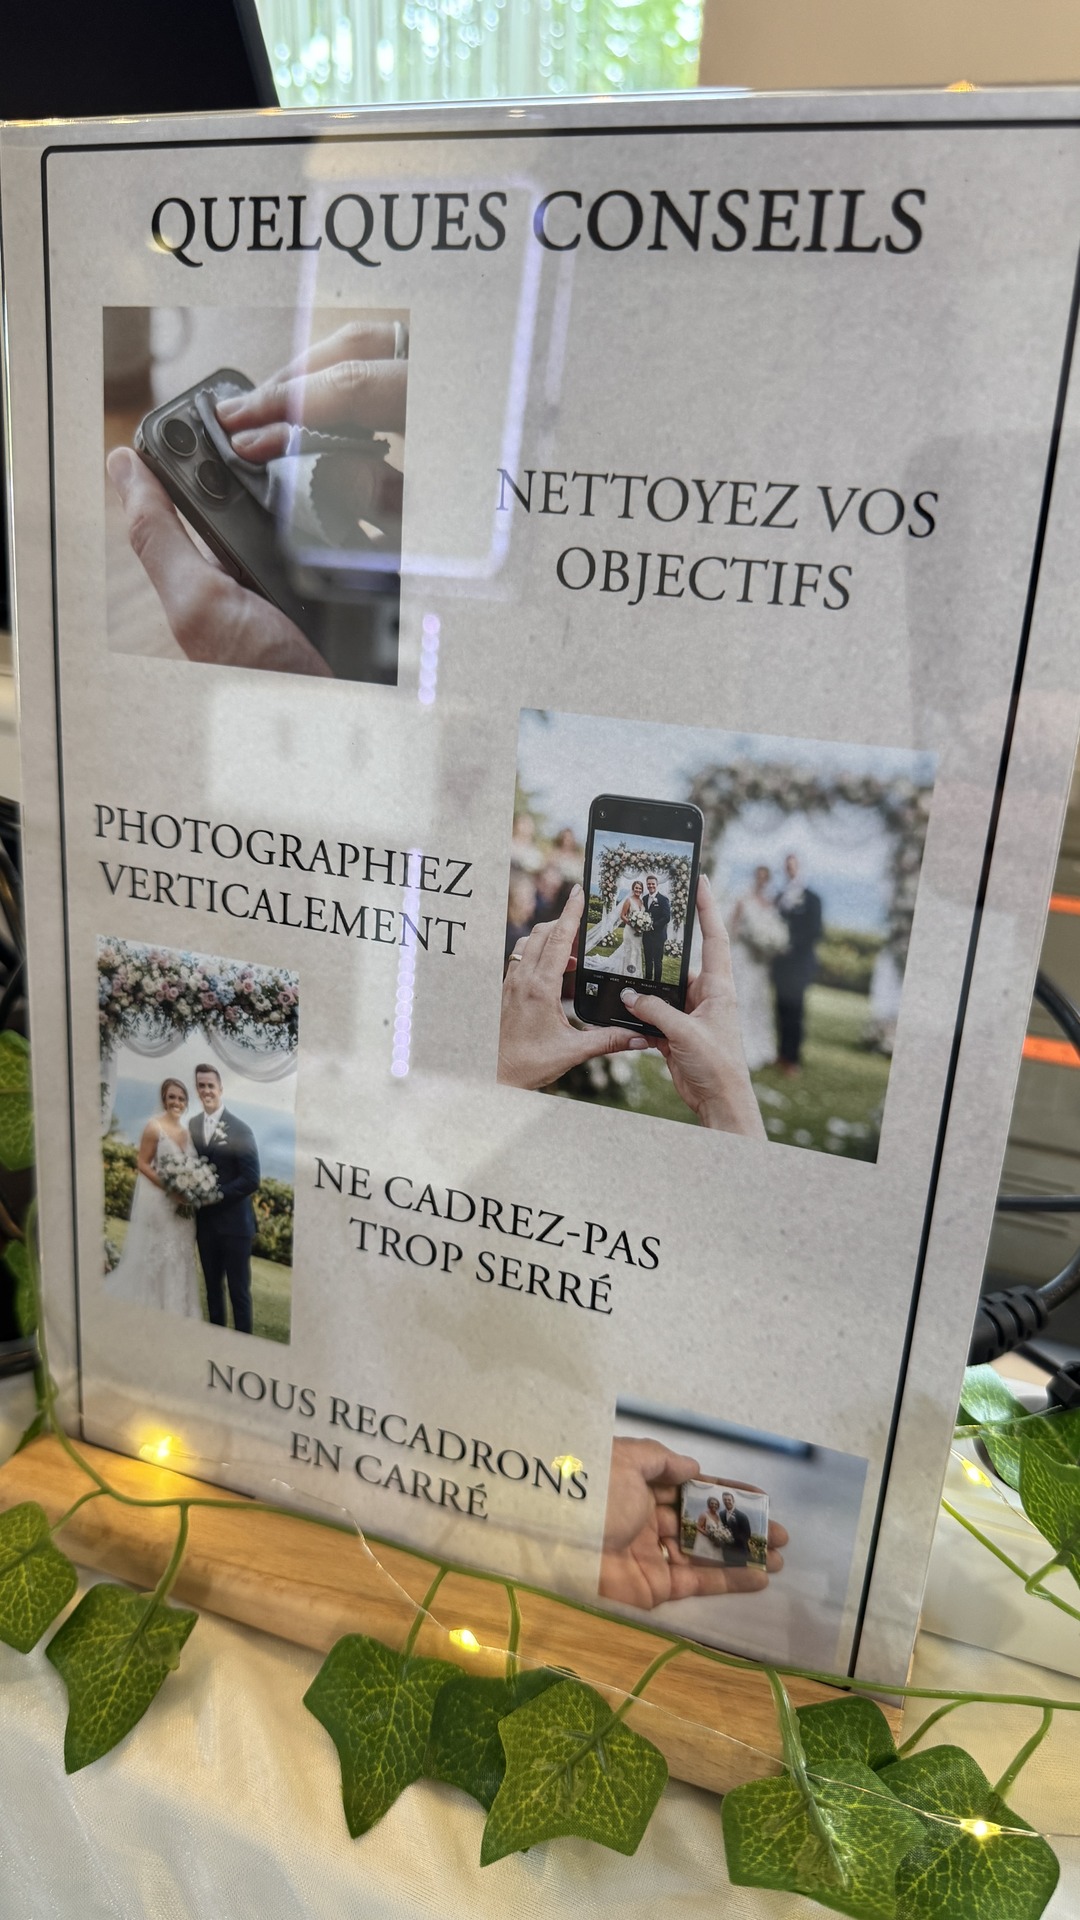 QUELQUES CONSEILS
NETTOYEZ VOS
OBJECTIFS
PHOTOGRAPHIEZ
VERTICALEMENT
NE CADREZ-PAS
TROP SERRÉ
NOUS RECADRONS
EN CARRÉ